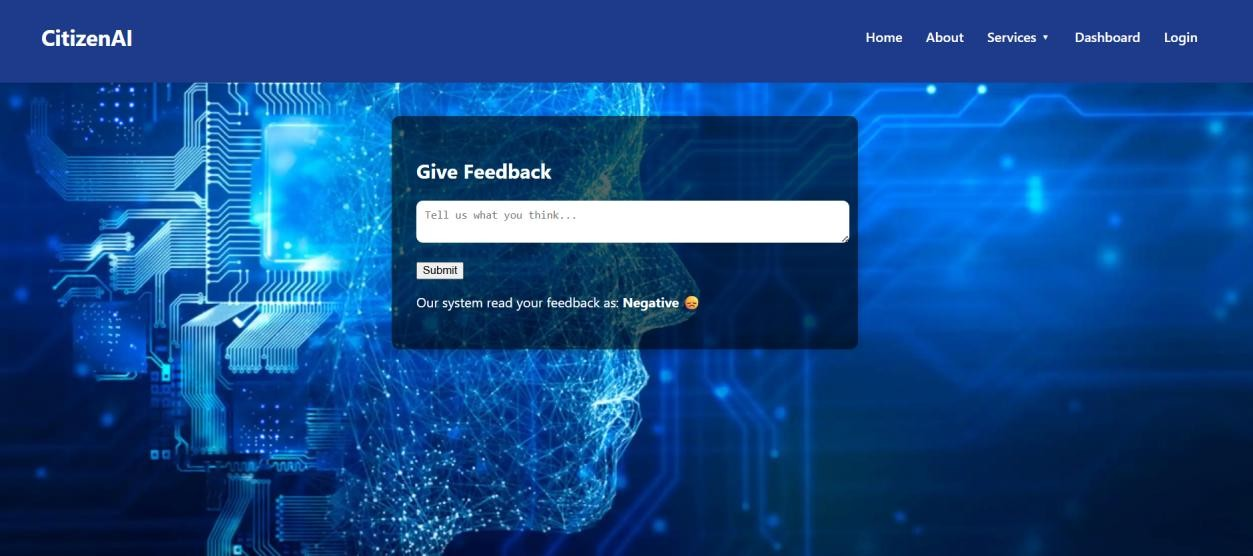 CitizenAI
Home About Services ▼ Dashboard Login
Give Feedback
Tell us what you think...
Submit
Our system read your feedback as: Negative 😞